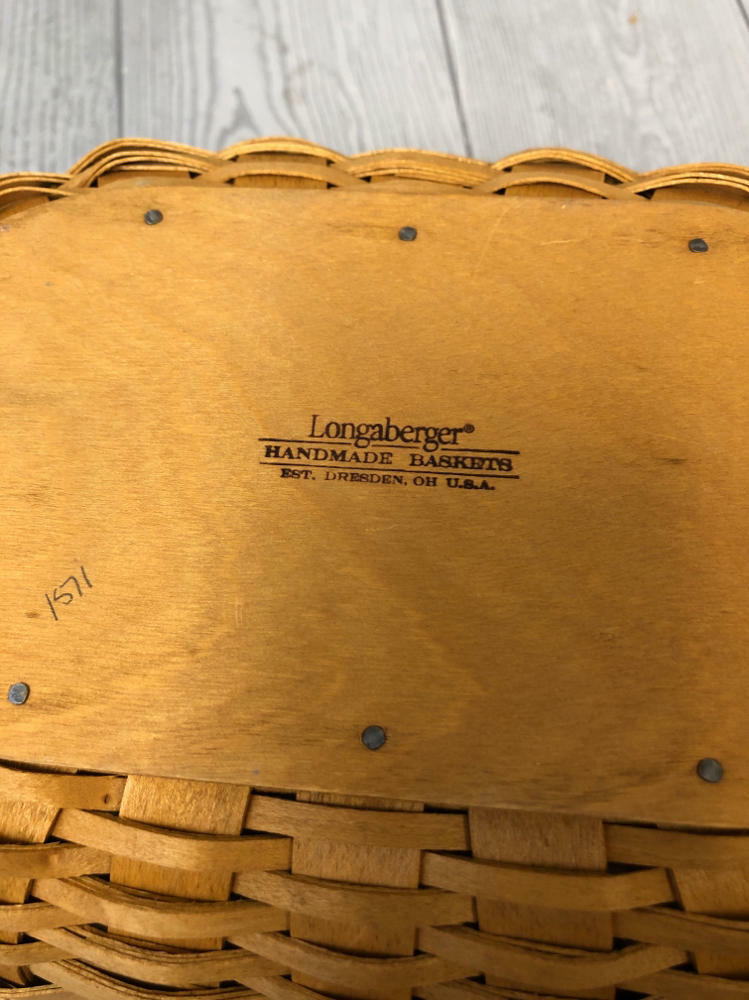 Longaberger®
HANDMADE BASKETS
EST. DRESDEN, OH U.S.A.
1571